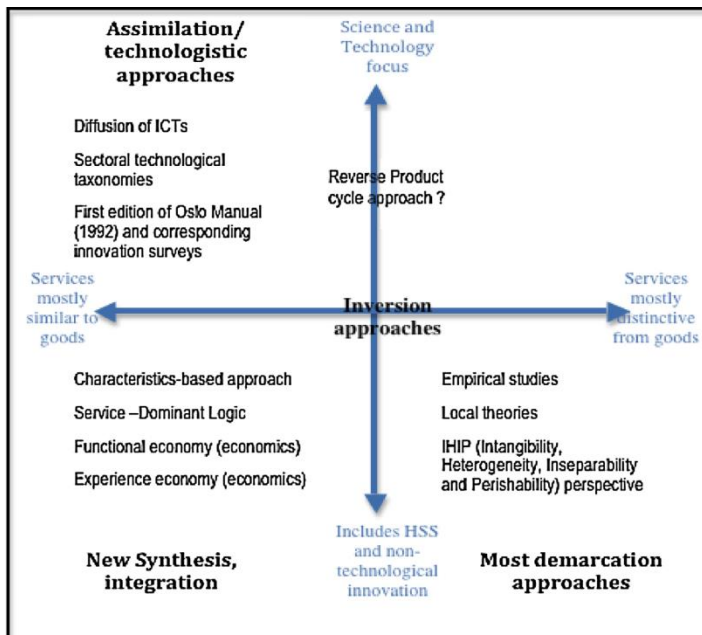 Assimilation/
technologistic
approaches
Science and
Technology
focus
Diffusion of ICTs
Sectoral technological
taxonomies
First edition of Oslo Manual
(1992) and corresponding
innovation surveys
Reverse Product
cycle approach ?
Services
mostly
similar to
goods
Inversion
approaches
Services
mostly
distinctive
from goods
Characteristics-based approach
Service –Dominant Logic
Functional economy (economics)
Experience economy (economics)
Empirical studies
Local theories
IHIP (Intangibility,
Heterogeneity, Inseparability
and Perishability) perspective
Includes HSS
and non-
technological
innovation
New Synthesis,
integration
Most demarcation
approaches